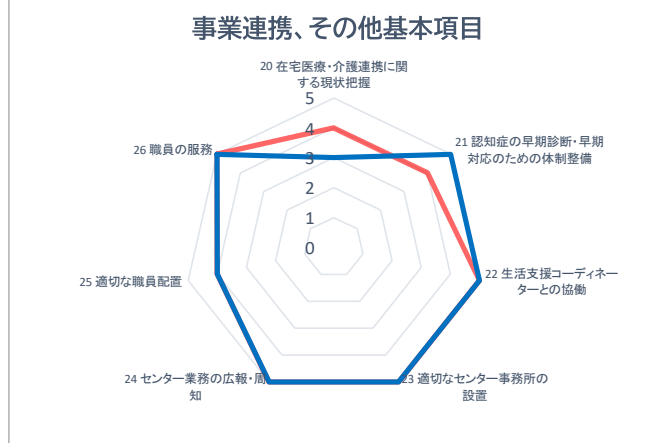 事業連携、その他基本項目
20 在宅医療・介護連携に関
する現状把握
5
4
3
2
1
0
21 認知症の早期診断・早期
対応のための体制整備
22 生活支援コーディネー
ターとの協働
23 適切なセンター事務所の
設置
24 センター業務の広報・周
知
25 適切な職員配置
26 職員の服務